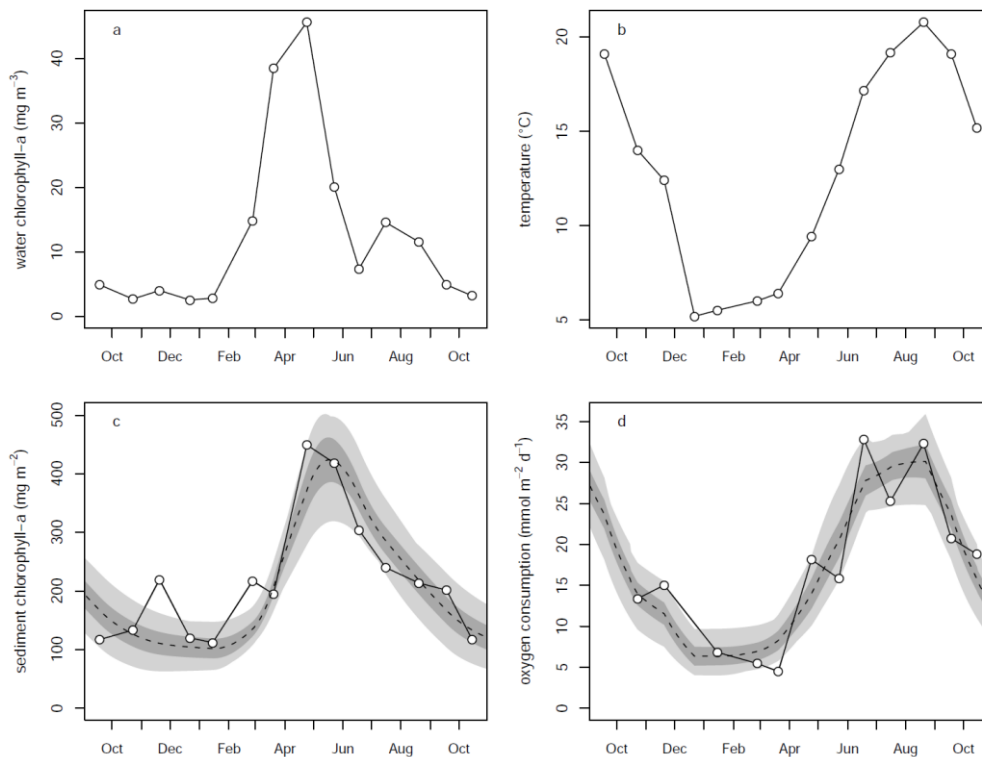 a
water chlorophyll−a (mg m−3)
0
10
20
30
40
Oct Dec Feb Apr Jun Aug Oct
b
temperature (°C)
5
10
15
20
Oct Dec Feb Apr Jun Aug Oct
c
sediment chlorophyll−a (mg m−2)
0
100
200
300
400
500
Oct Dec Feb Apr Jun Aug Oct
d
oxygen consumption (mmol m−2 d−1)
0
5
10
15
20
25
30
35
Oct Dec Feb Apr Jun Aug Oct